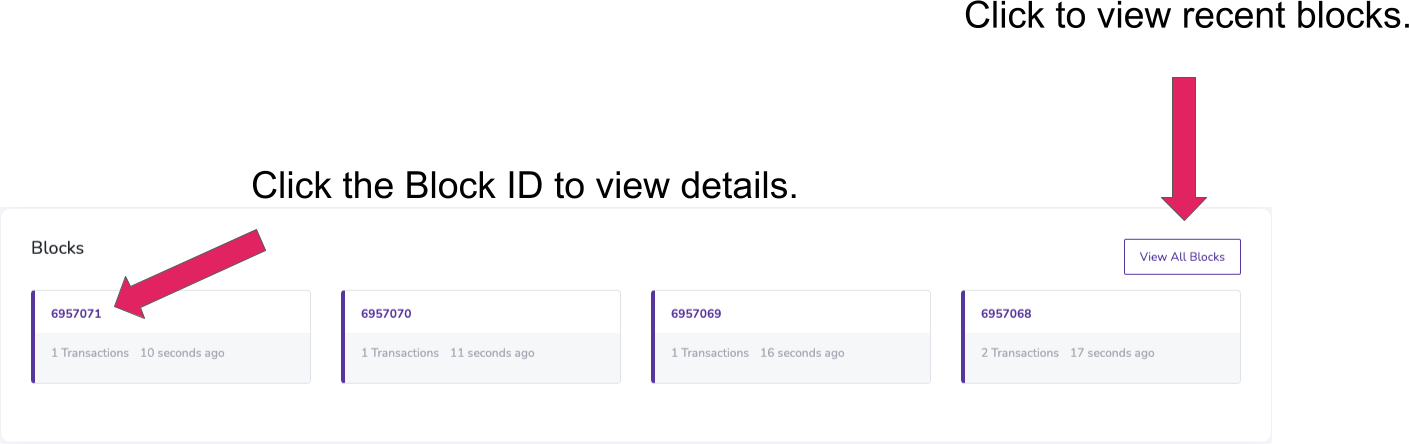 Click to view recent blocks.
Click the Block ID to view details.
Blocks
View All Blocks
6957071
6957070
6957069
6957068
1 Transactions 10 seconds ago
1 Transactions 11 seconds ago
1 Transactions 16 seconds ago
2 Transactions 17 seconds ago